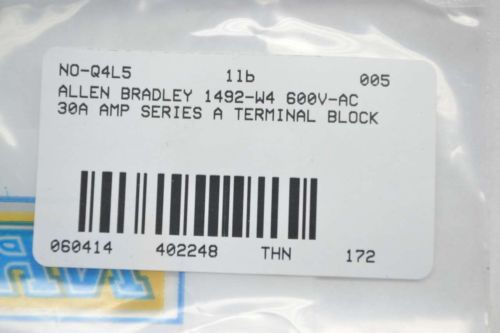 NO-Q4L5 1lb 005
ALLEN BRADLEY 1492-W4 600V-AC
30A AMP SERIES A TERMINAL BLOCK
060414 402248 THN 172